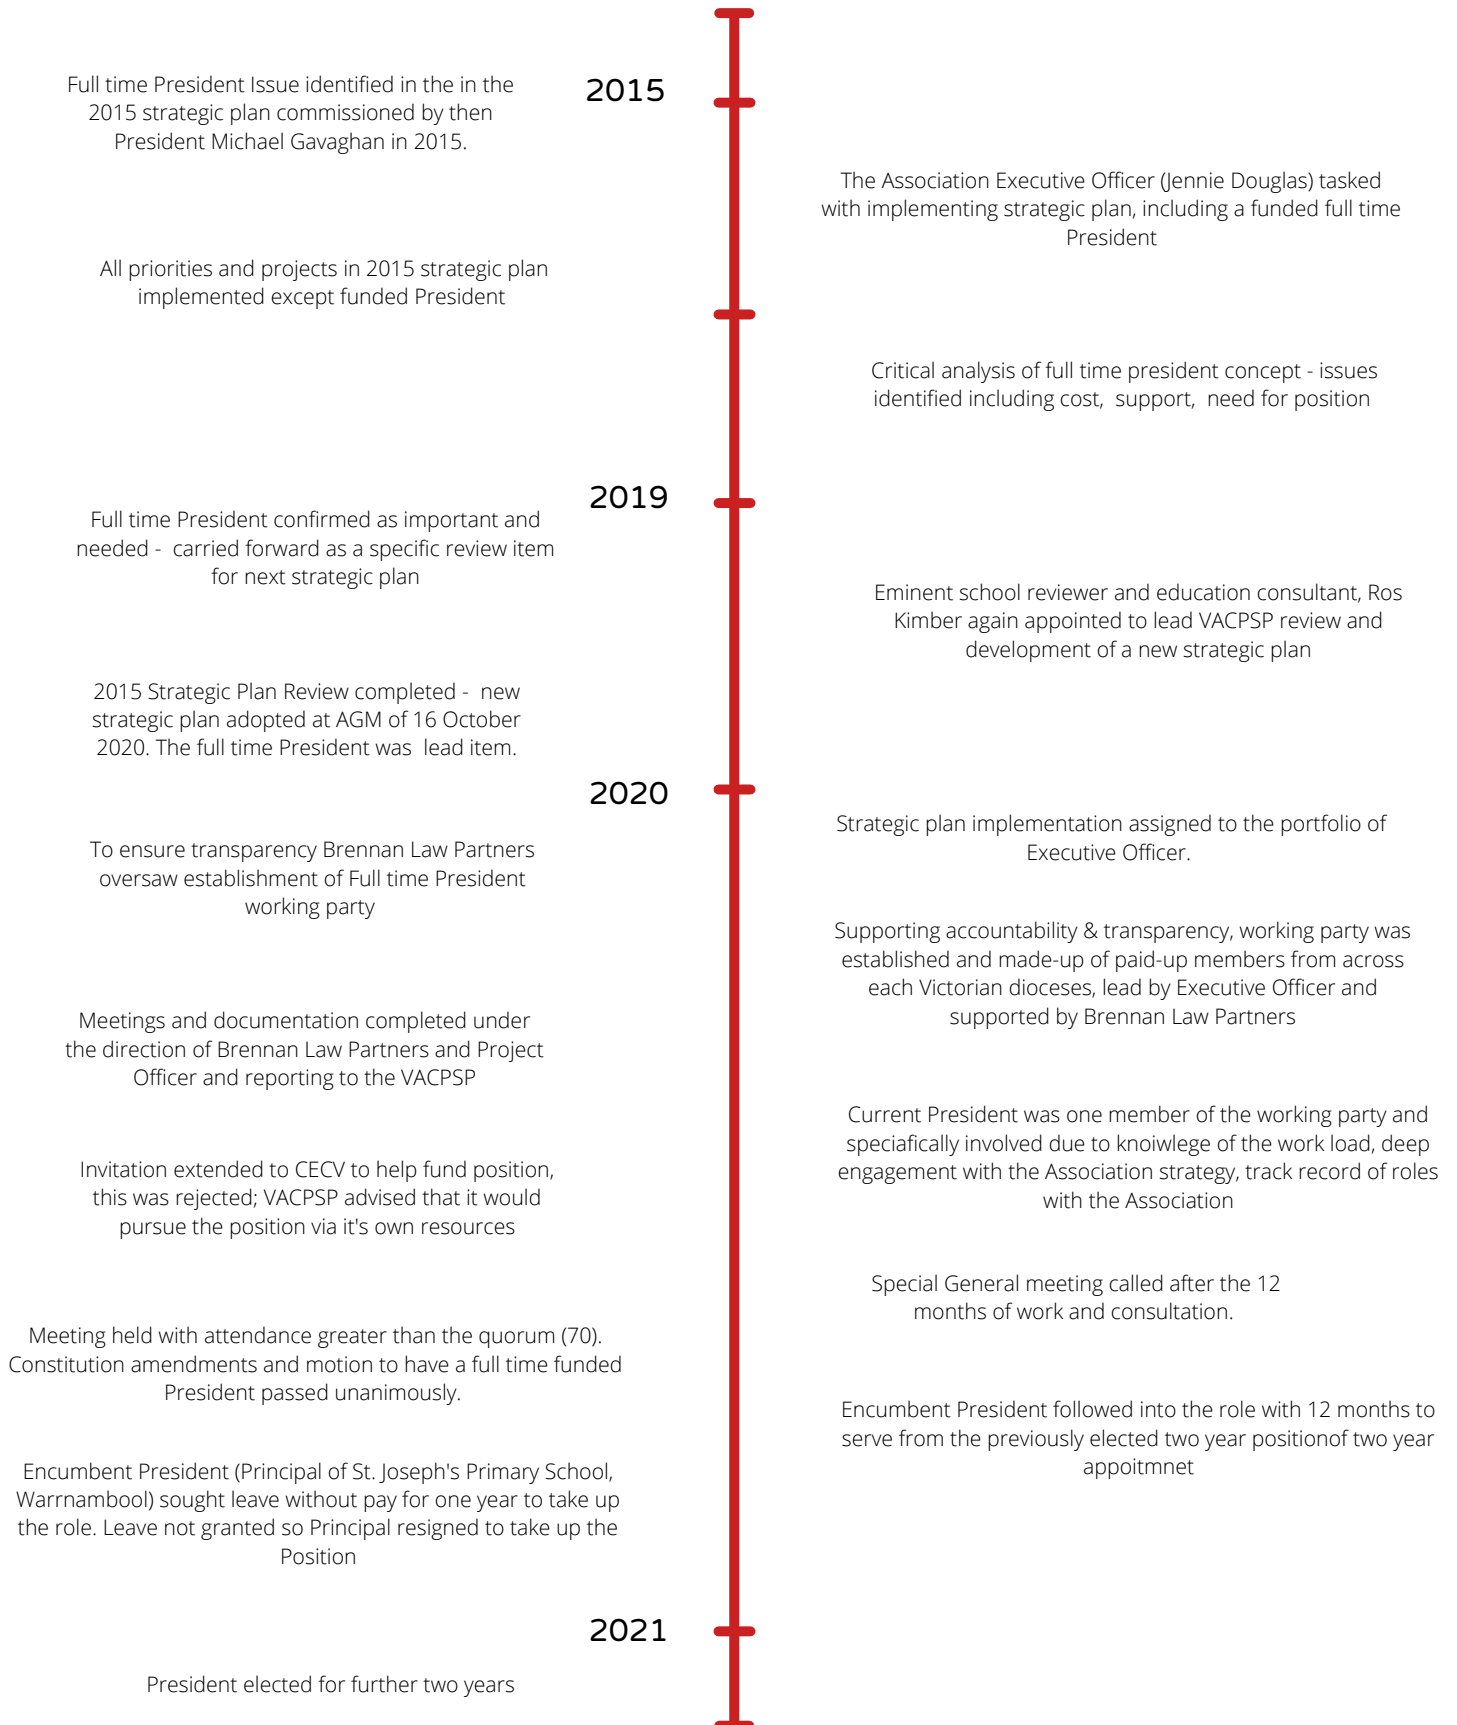 2015
Full time President Issue identified in the in the
2015 strategic plan commissioned by then
President Michael Gavaghan in 2015.
The Association Executive Officer (Jennie Douglas) tasked
with implementing strategic plan, including a funded full time
President
All priorities and projects in 2015 strategic plan
implemented except funded President
Critical analysis of full time president concept - issues
identified including cost, support, need for position
2019
Full time President confirmed as important and
needed - carried forward as a specific review item
for next strategic plan
Eminent school reviewer and education consultant, Ros
Kimber again appointed to lead VACPSP review and
development of a new strategic plan
2015 Strategic Plan Review completed - new
strategic plan adopted at AGM of 16 October
2020. The full time President was lead item.
2020
Strategic plan implementation assigned to the portfolio of
Executive Officer.
To ensure transparency Brennan Law Partners
oversaw establishment of Full time President
working party
Supporting accountability & transparency, working party was
established and made-up of paid-up members from across
each Victorian dioceses, lead by Executive Officer and
supported by Brennan Law Partners
Meetings and documentation completed under
the direction of Brennan Law Partners and Project
Officer and reporting to the VACPSP
Current President was one member of the working party and
speciafically involved due to knoiwlege of the work load, deep
engagement with the Association strategy, track record of roles
with the Association
Invitation extended to CECV to help fund position,
this was rejected; VACPSP advised that it would
pursue the position via it's own resources
Special General meeting called after the 12
months of work and consultation.
Meeting held with attendance greater than the quorum (70).
Constitution amendments and motion to have a full time funded
President passed unanimously.
Encumbent President followed into the role with 12 months to
serve from the previously elected two year positionof two year
appoitmnet
Encumbent President (Principal of St. Joseph's Primary School,
Warrnambool) sought leave without pay for one year to take up
the role. Leave not granted so Principal resigned to take up the
Position
2021
President elected for further two years